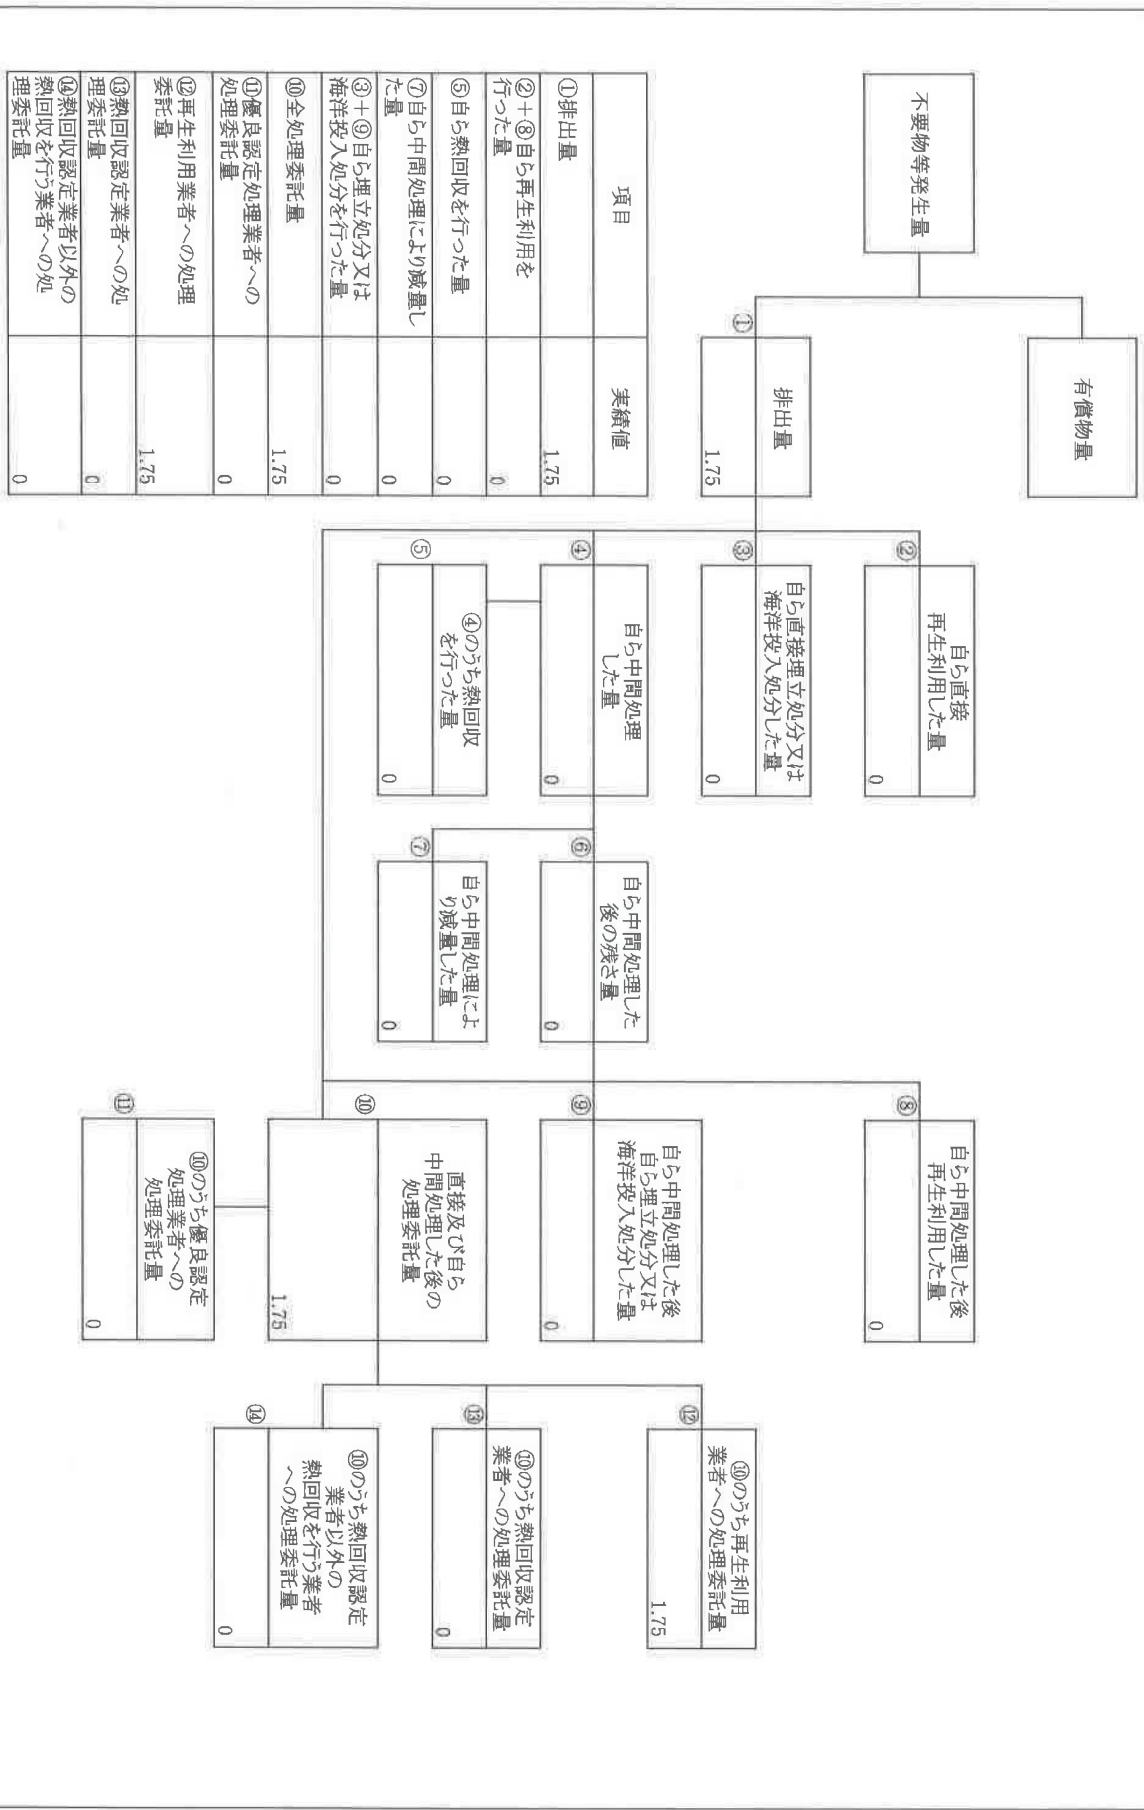 有償物量
不要物等発生量
①
排出量
1.75
②
自ら直接
再生利用した量
0
③
自ら直接埋立処分又は
海洋投入処分した量
0
④
自ら中間処理
した量
0
⑤
④のうち熱回収
を行った量
0
⑥
自ら中間処理した
後の残さ量
0
⑦
自ら中間処理によ
り減量した量
0
⑧
自ら中間処理した後
再生利用した量
0
⑨
自ら中間処理した後
自ら埋立処分又は
海洋投入処分した量
0
⑩
直接及び自ら
中間処理した後の
処理委託量
1.75
⑪
⑩のうち優良認定
処理業者への
処理委託量
0
⑫
⑩のうち再生利用
業者への処理委託量
1.75
⑬
⑩のうち熱回収認定
業者への処理委託量
0
⑭
⑩のうち熱回収認定
業者以外の
熱回収を行う業者
への処理委託量
0
項目 実績値
①排出量 1.75
②＋⑧自ら再生利用を
行った量 0
⑤自ら熱回収を行った量 0
⑦自ら中間処理により減量し
た量 0
③＋⑨自ら埋立処分又は
海洋投入処分を行った量 0
⑩全処理委託量 1.75
⑪優良認定処理業者への
処理委託量 0
⑫再生利用業者への処理
委託量 1.75
⑬熱回収認定業者への処
理委託量 0
⑭熱回収認定業者以外の
熱回収を行う業者への処
理委託量 0